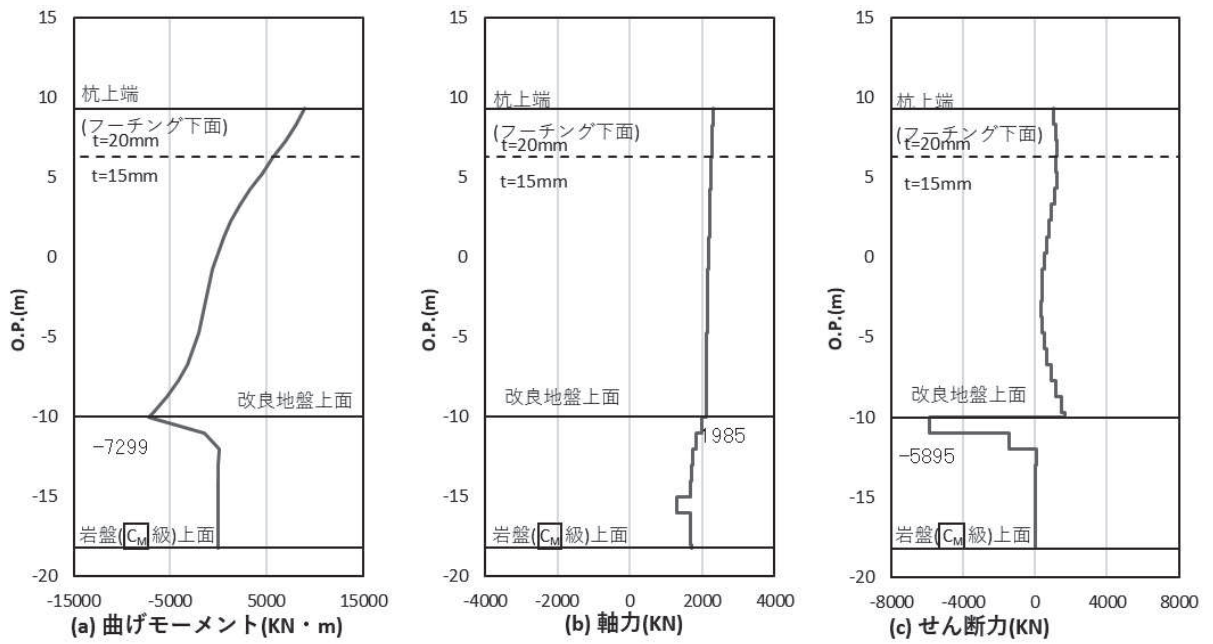 15
10
5
0
-5
-10
-15
-20
O.P.(m)
杭上端
(フーチング下面)
t=20mm
t=15mm
改良地盤上面
-7299
岩盤(CM級)上面
-15000 -5000 5000 15000
(a) 曲げモーメント(KN・m)
15
10
5
0
-5
-10
-15
-20
O.P.(m)
杭上端
(フーチング下面)
t=20mm
t=15mm
改良地盤上面
1985
岩盤(CM級)上面
-4000 -2000 0 2000 4000
(b) 軸力(KN)
15
10
5
0
-5
-10
-15
-20
O.P.(m)
杭上端
(フーチング下面)
t=20mm
t=15mm
改良地盤上面
-5895
岩盤(CM級)上面
-8000 -4000 0 4000 8000
(c) せん断力(KN)